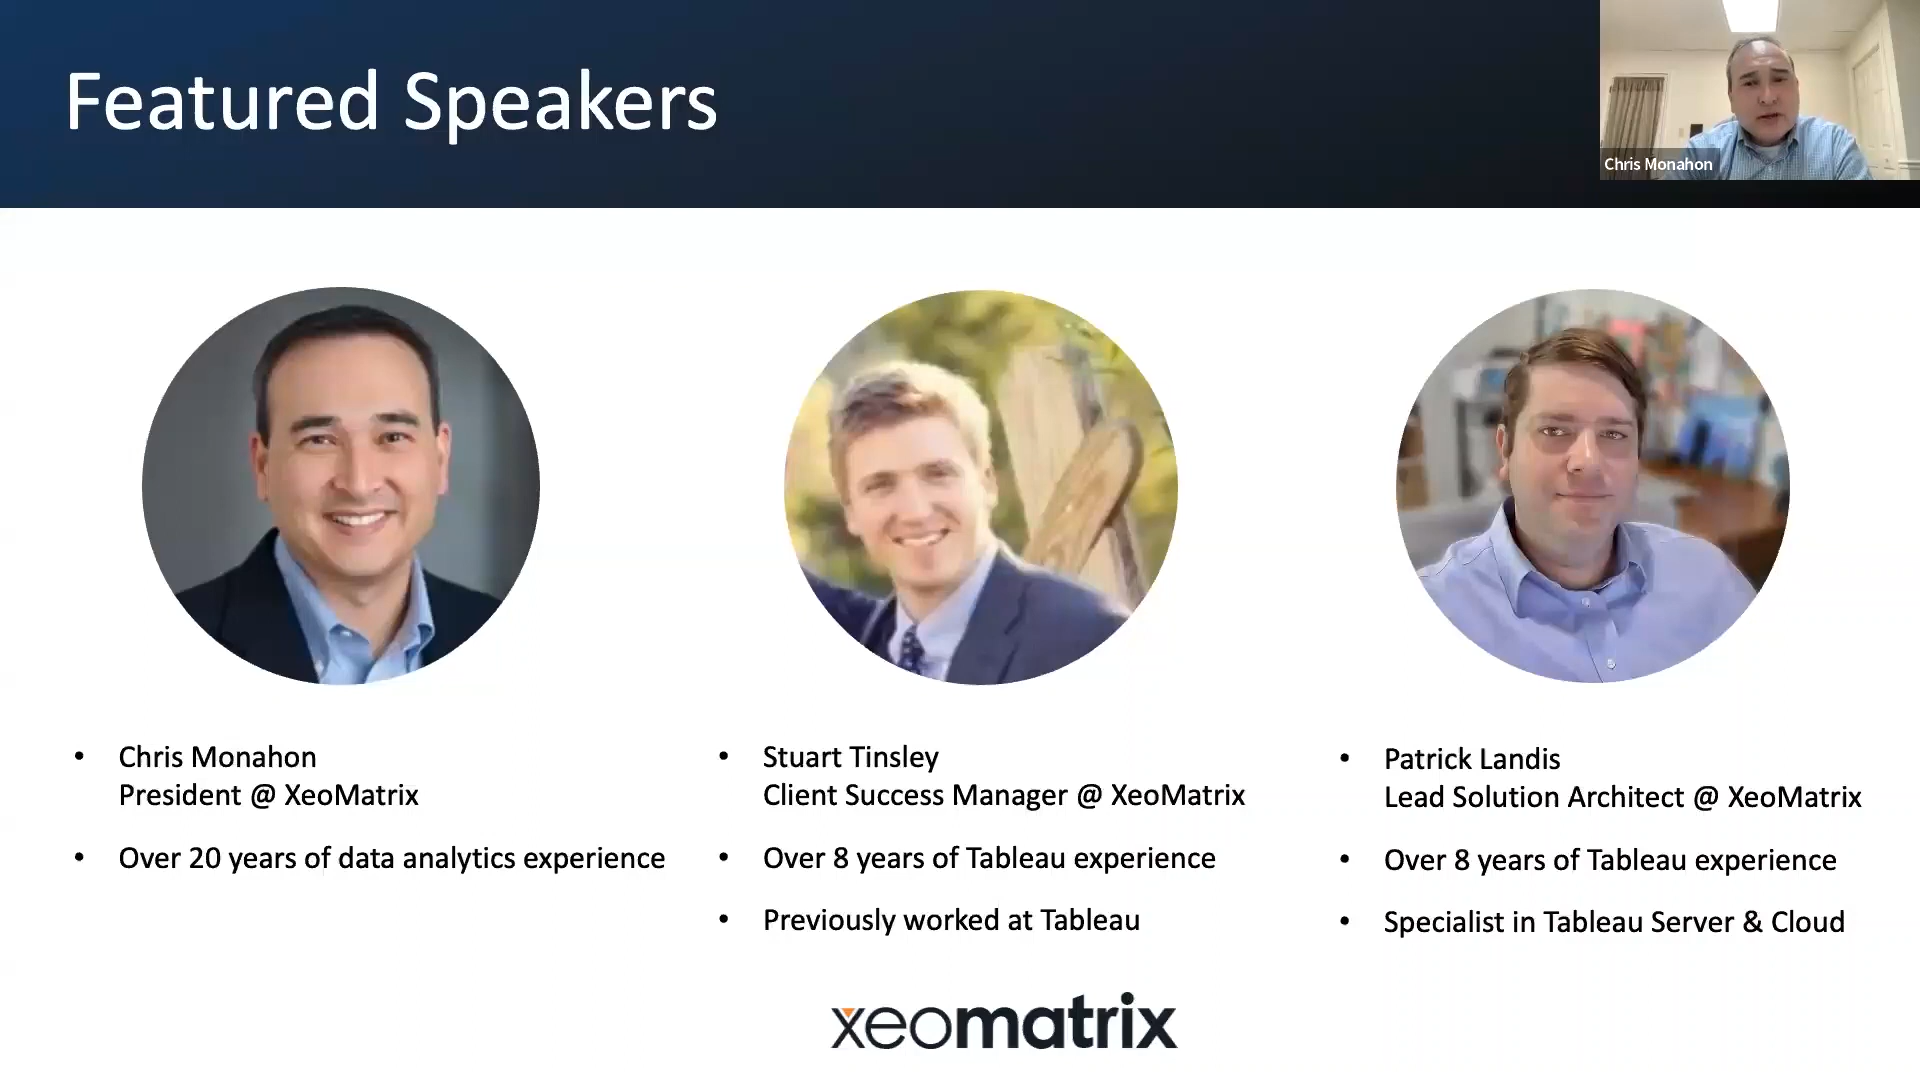 Featured Speakers
Chris Monahon
• Chris Monahon
President @ XeoMatrix
• Over 20 years of data analytics experience
• Stuart Tinsley
Client Success Manager @ XeoMatrix
• Over 8 years of Tableau experience
• Previously worked at Tableau
• Patrick Landis
Lead Solution Architect @ XeoMatrix
• Over 8 years of Tableau experience
• Specialist in Tableau Server & Cloud
xeomatrix